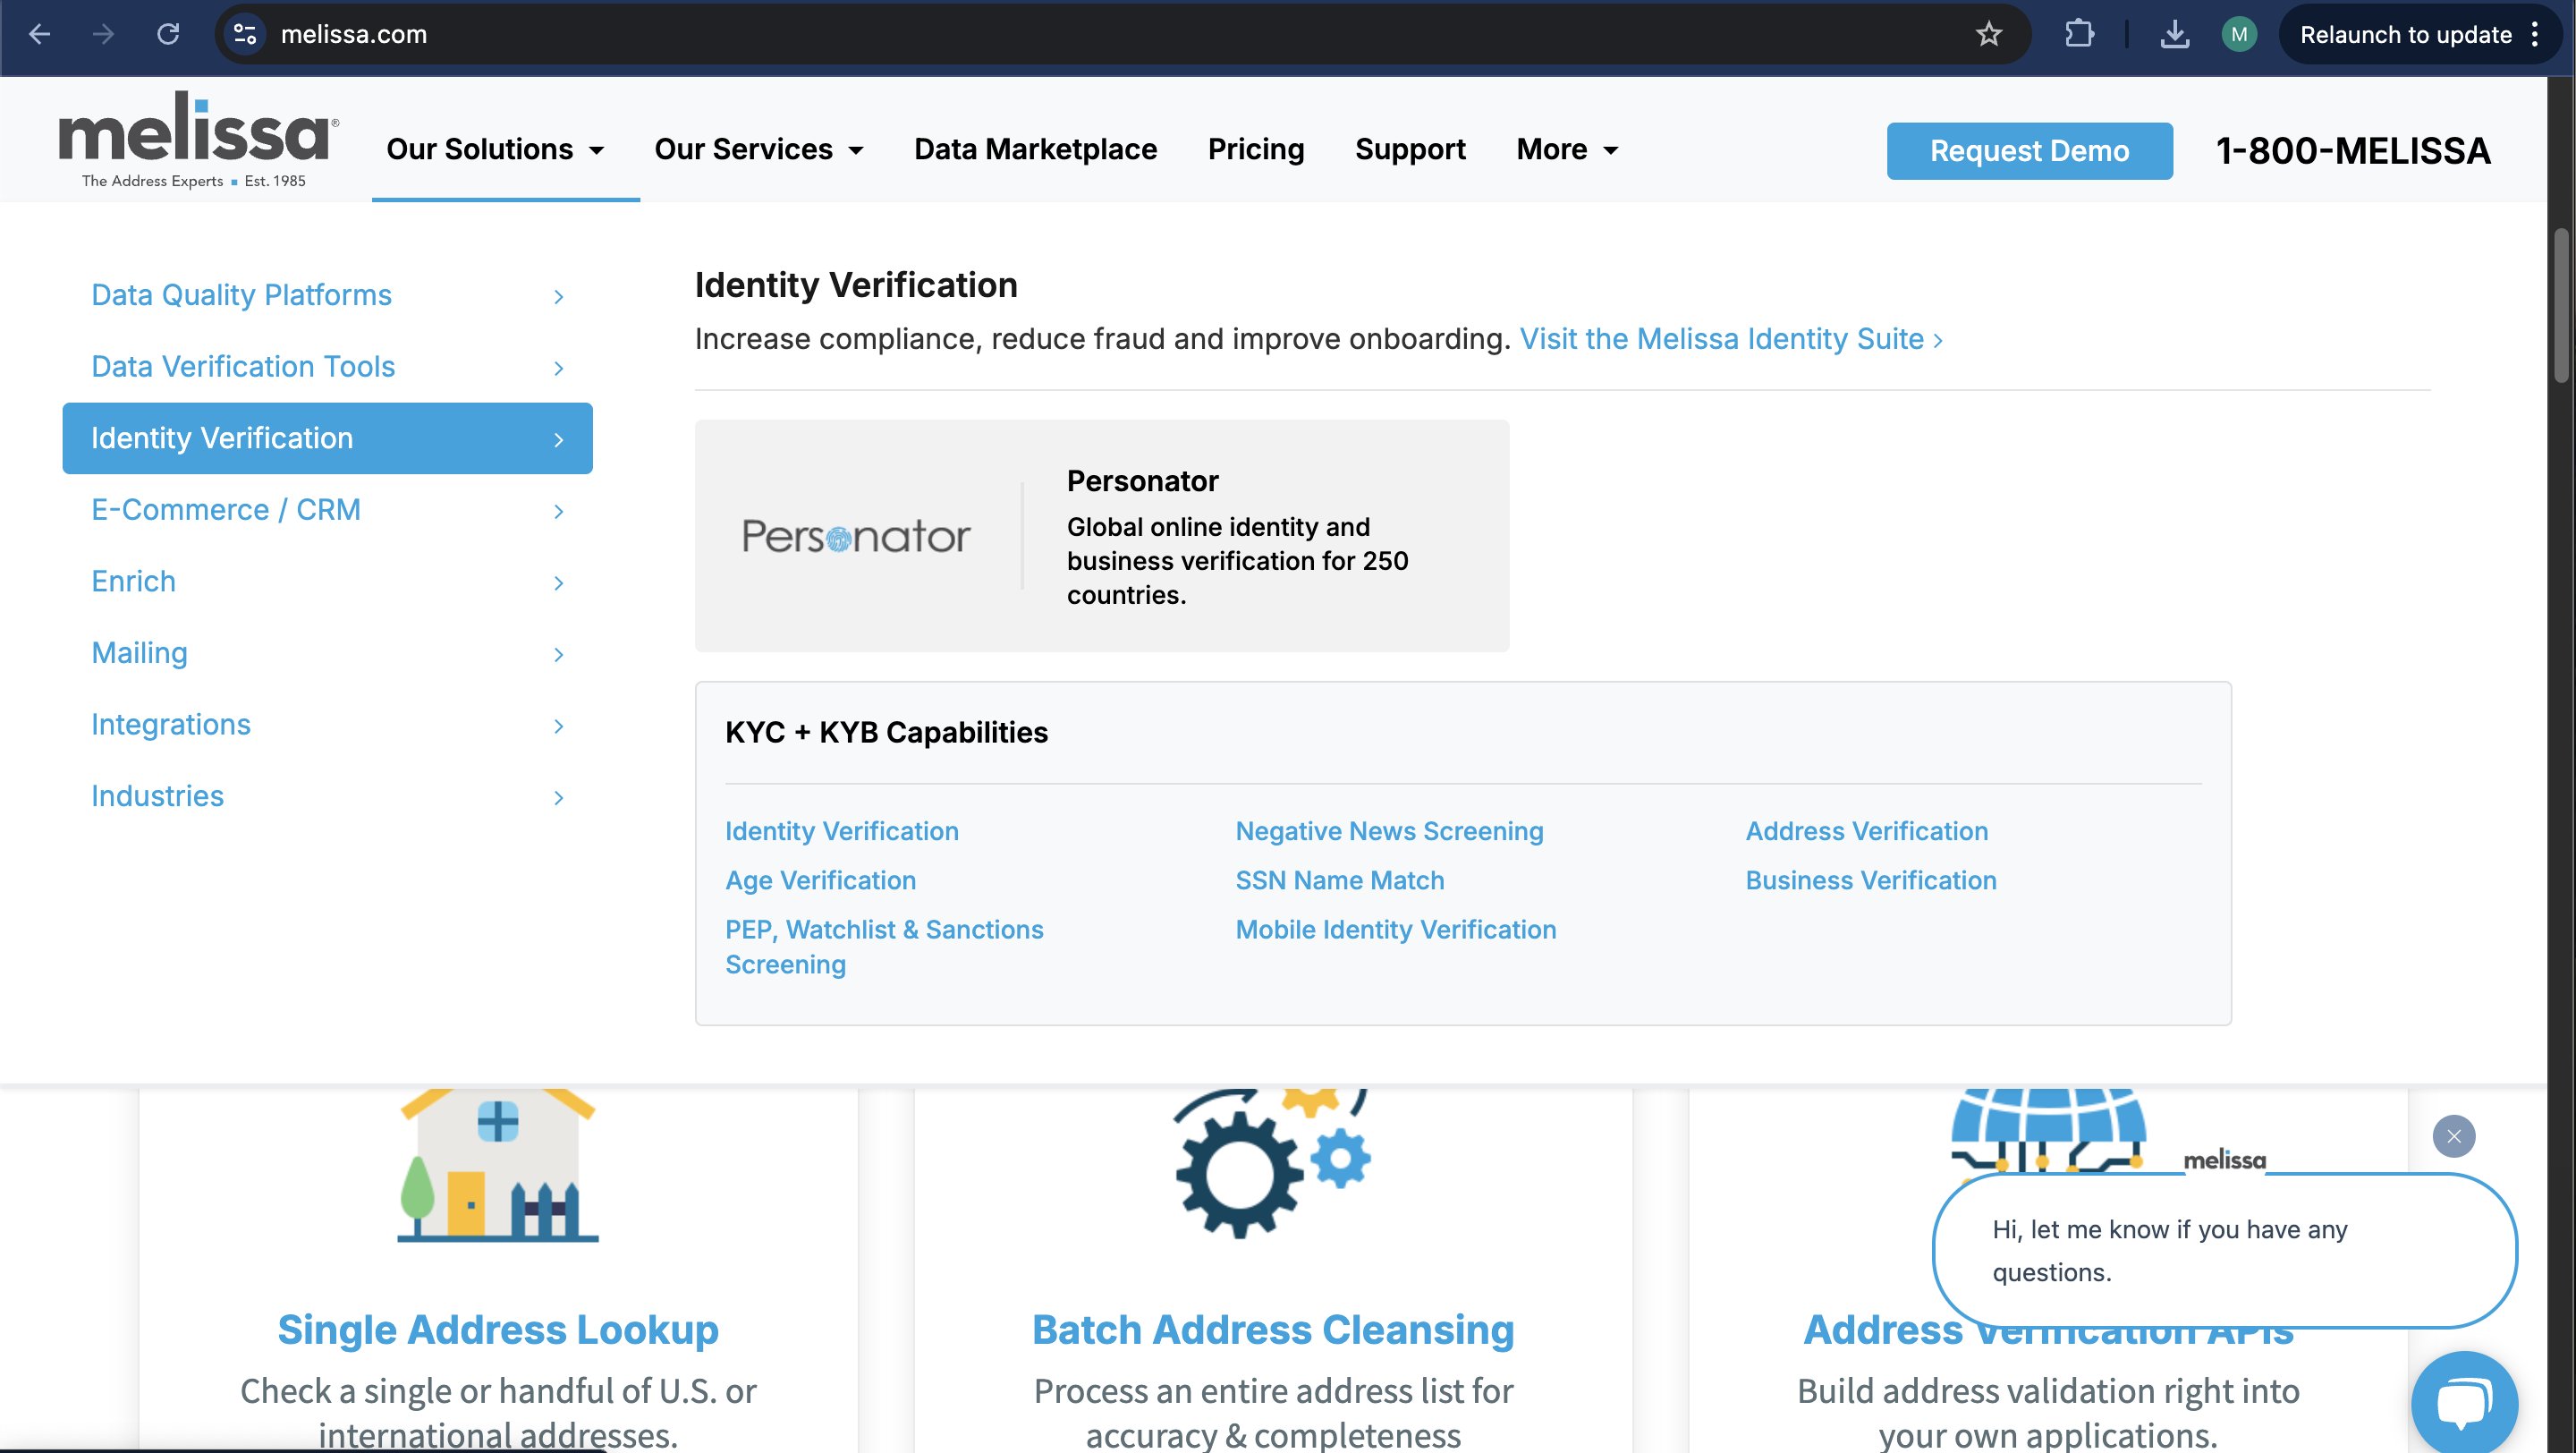 melissa.com
M
Relaunch to update
melissa®
The Address Experts ▪ Est. 1985
Our Solutions
Our Services
Data Marketplace
Pricing
Support
More
Request Demo
1-800-MELISSA
Data Quality Platforms
Data Verification Tools
Identity Verification
E-Commerce / CRM
Enrich
Mailing
Integrations
Industries
Identity Verification
Increase compliance, reduce fraud and improve onboarding. Visit the Melissa Identity Suite ›
Personator
Personator
Global online identity and
business verification for 250
countries.
KYC + KYB Capabilities
Identity Verification
Age Verification
PEP, Watchlist & Sanctions
Screening
Negative News Screening
SSN Name Match
Mobile Identity Verification
Address Verification
Business Verification
Single Address Lookup
Check a single or handful of U.S. or
international addresses.
Batch Address Cleansing
Process an entire address list for
accuracy & completeness
Address Verification APIs
Build address validation right into
your own applications.
melissa
Hi, let me know if you have any
questions.